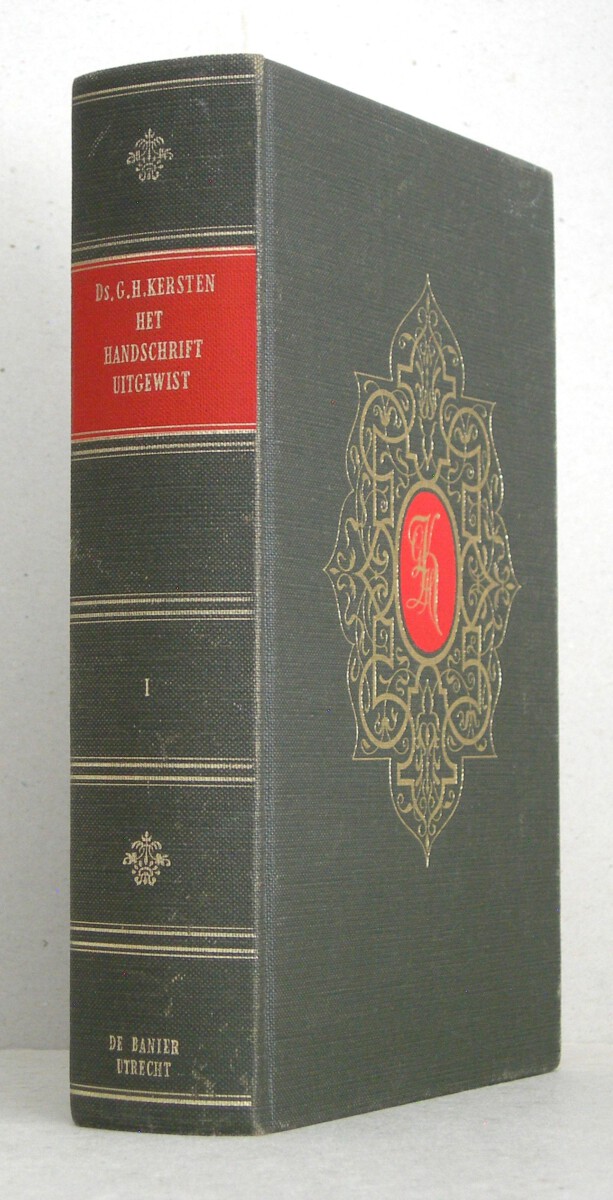 Ds. G.H. KERSTEN
HET
HANDSCHRIFT
UITGEWIST
I
DE BANIER
UTRECHT